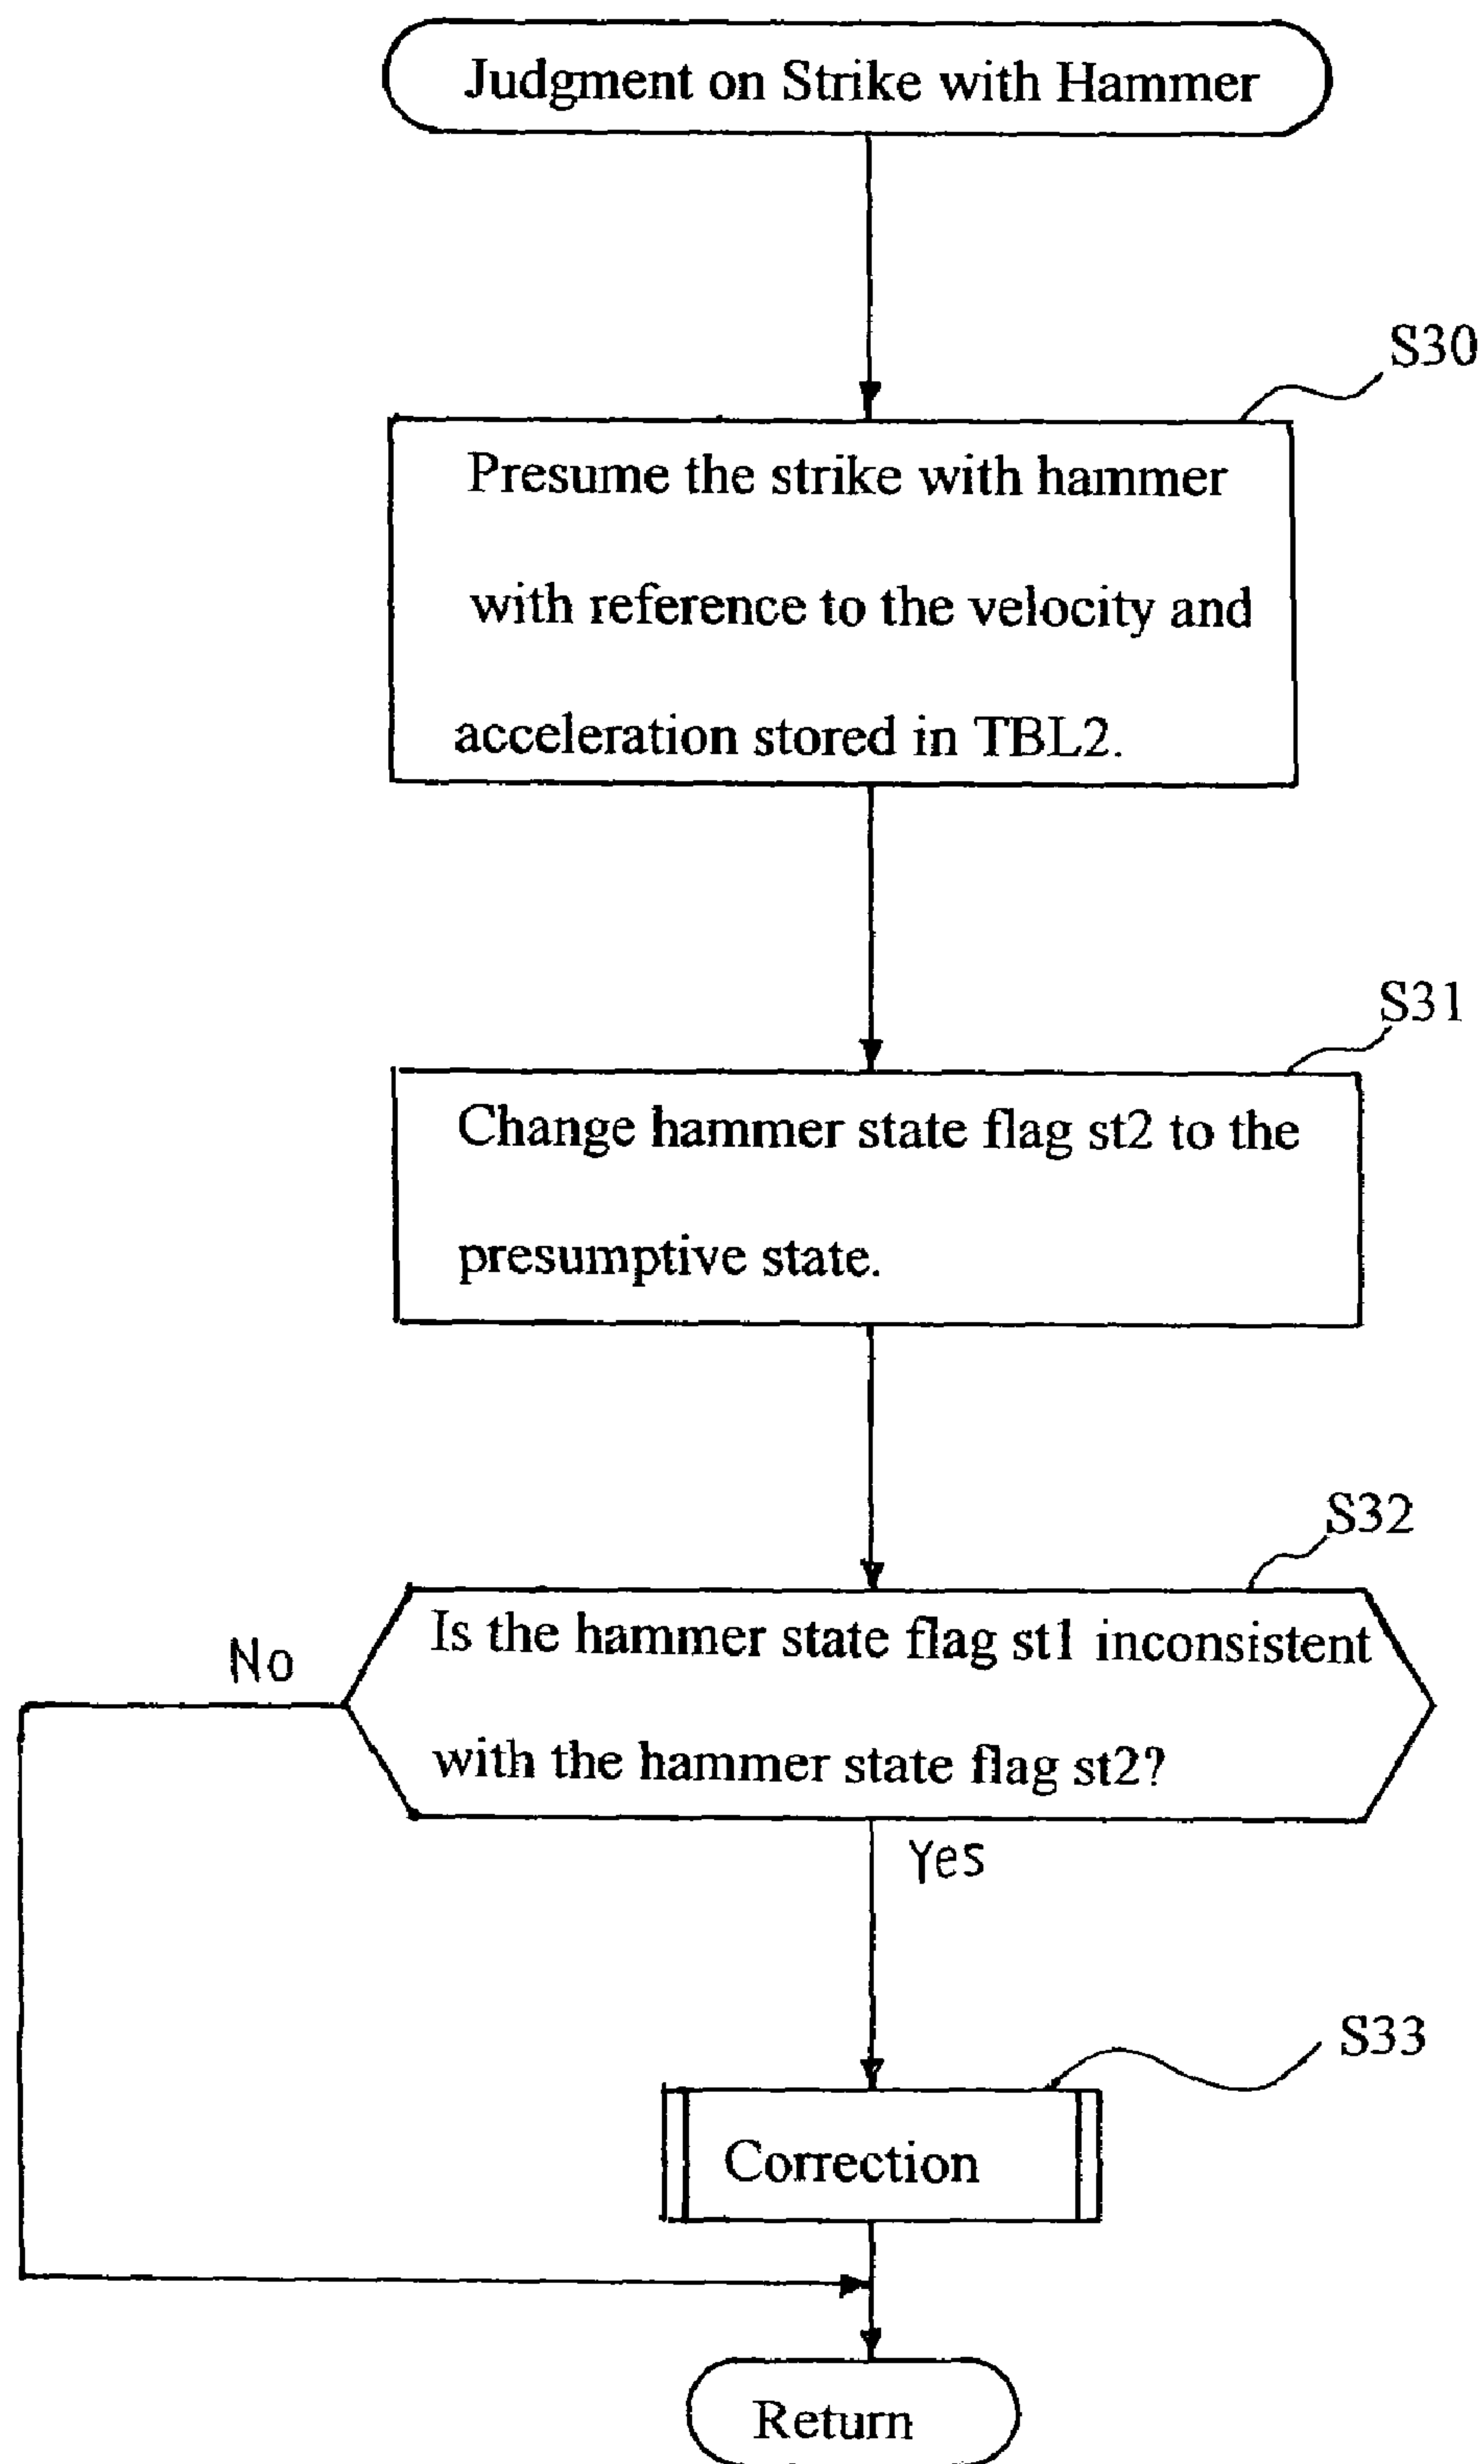 Judgment on Strike with Hammer
S30
Presume the strike with hammer
with reference to the velocity and
acceleration stored in TBL2.
S31
Change hammer state flag st2 to the
presumptive state.
S32
Is the hammer state flag st1 inconsistent
with the hammer state flag st2?
No
Yes
S33
Correction
Return